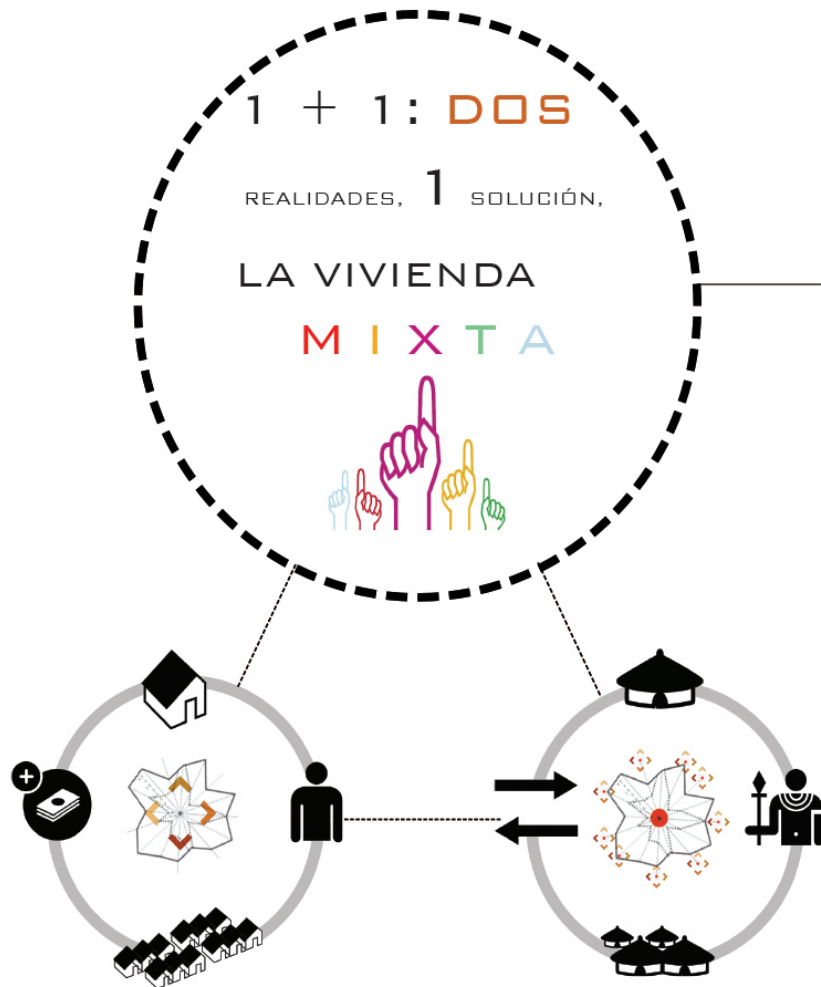 1 + 1: DOS
REALIDADES, 1 SOLUCIÓN,
LA VIVIENDA
MIXTA